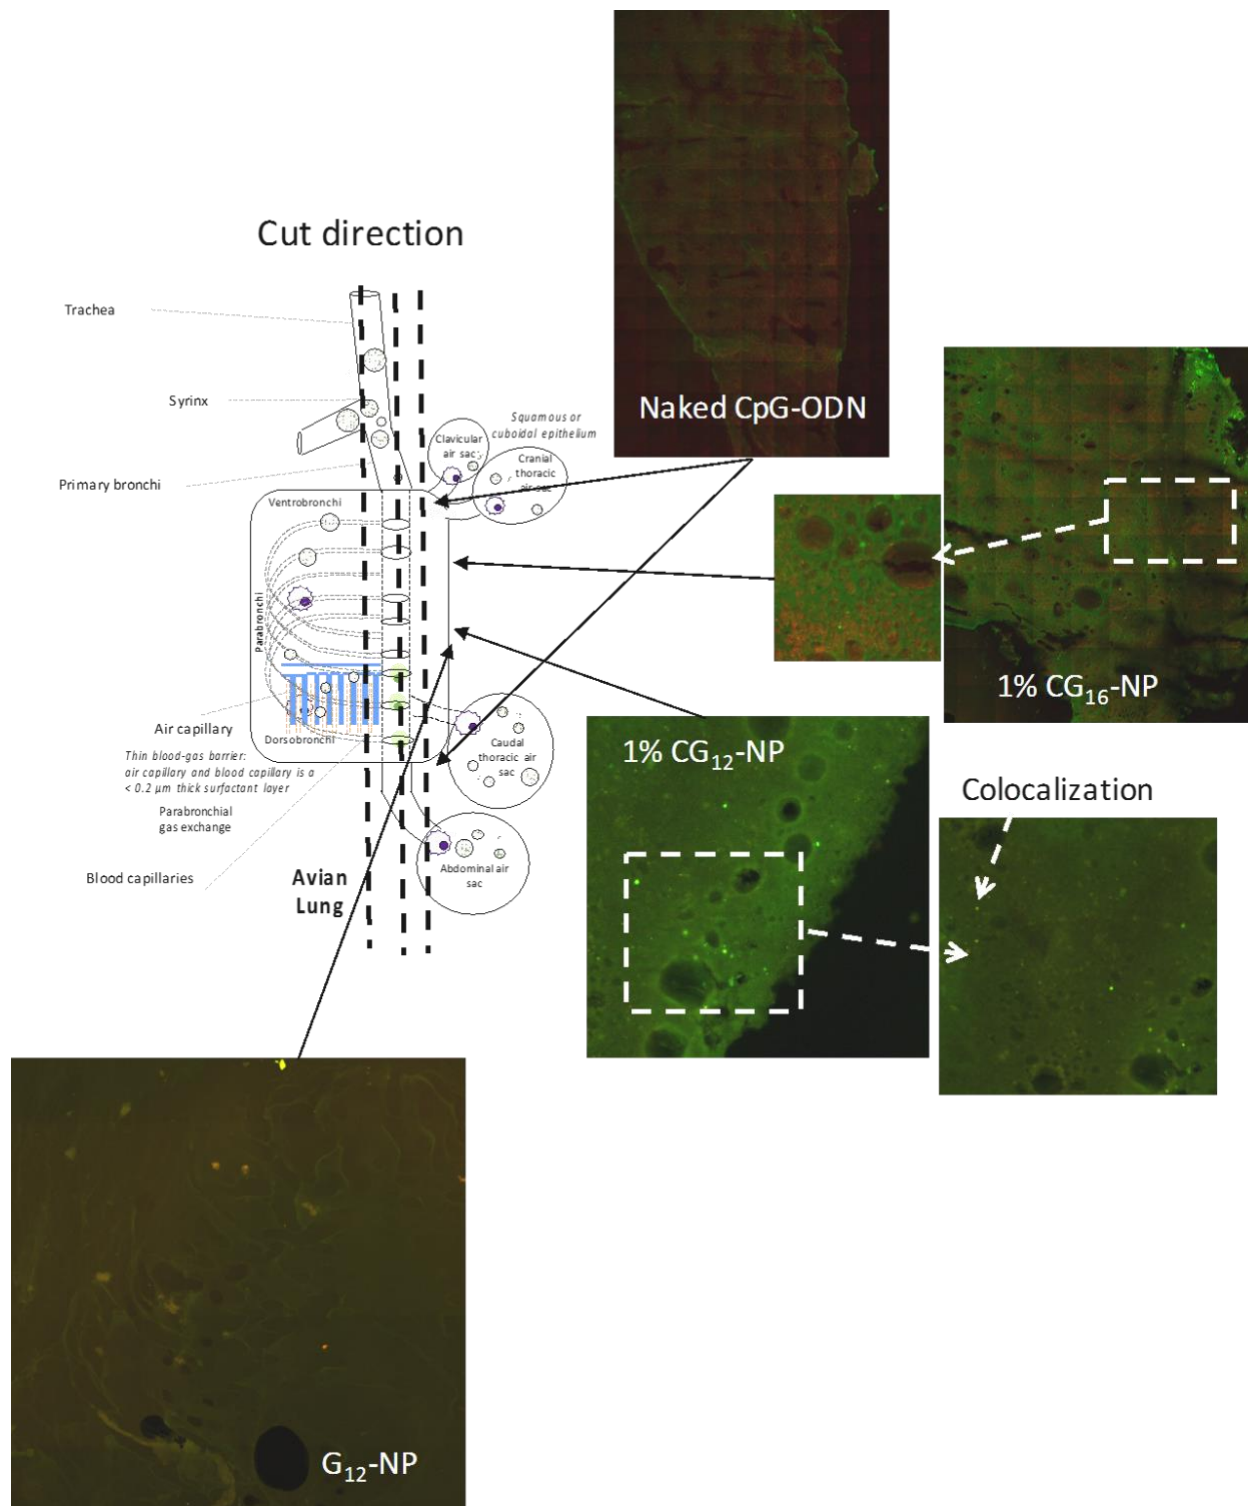 Cut direction
Trachea
Syrinx
Primary bronchi
Ventrobronchi
Parabronchi
Clavicular
air sac
Squamous or
cuboidal epithelium
Cranial
thoracic
air sac
Air capillary
Thin blood-gas barrier:
air capillary and blood capillary is a
< 0.2 µm thick surfactant layer
Dorsobronchi
Parabronchial
gas exchange
Caudal
thoracic air
sac
Blood capillaries
Avian
Lung
Abdominal air
sac
Naked CpG-ODN
1% CG16-NP
1% CG12-NP
Colocalization
G12-NP